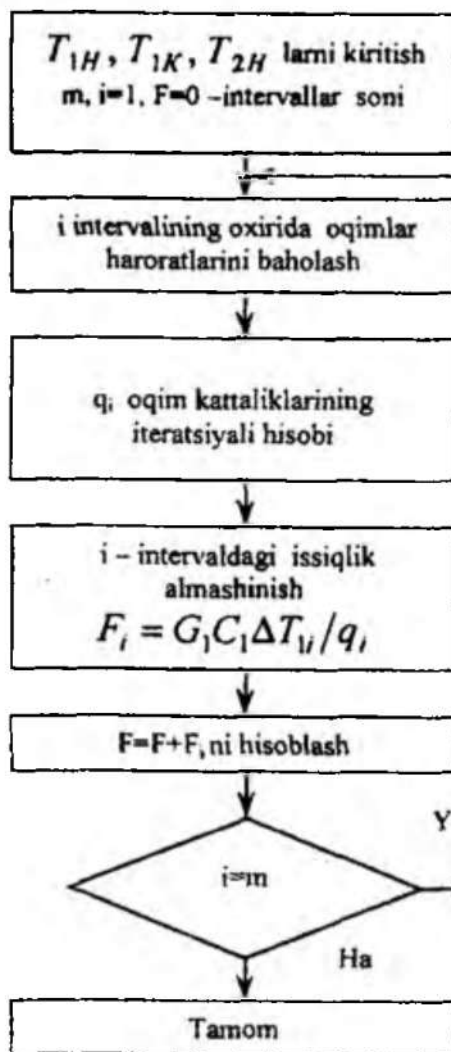 T₁H, T₁K, T₂H larni kiritish
m, i=1, F=0 –intervallar soni
i intervalining oxirida oqimlar
haroratlarini baholash
qᵢ oqim kattaliklarining
iteratsiyali hisobi
i – intervaldagi issiqlik
almashinish
Fᵢ = G₁C₁ΔT₁ᵢ/qᵢ
F=F+Fᵢ ni hisoblash
i=m
Y
Ha
Tamom